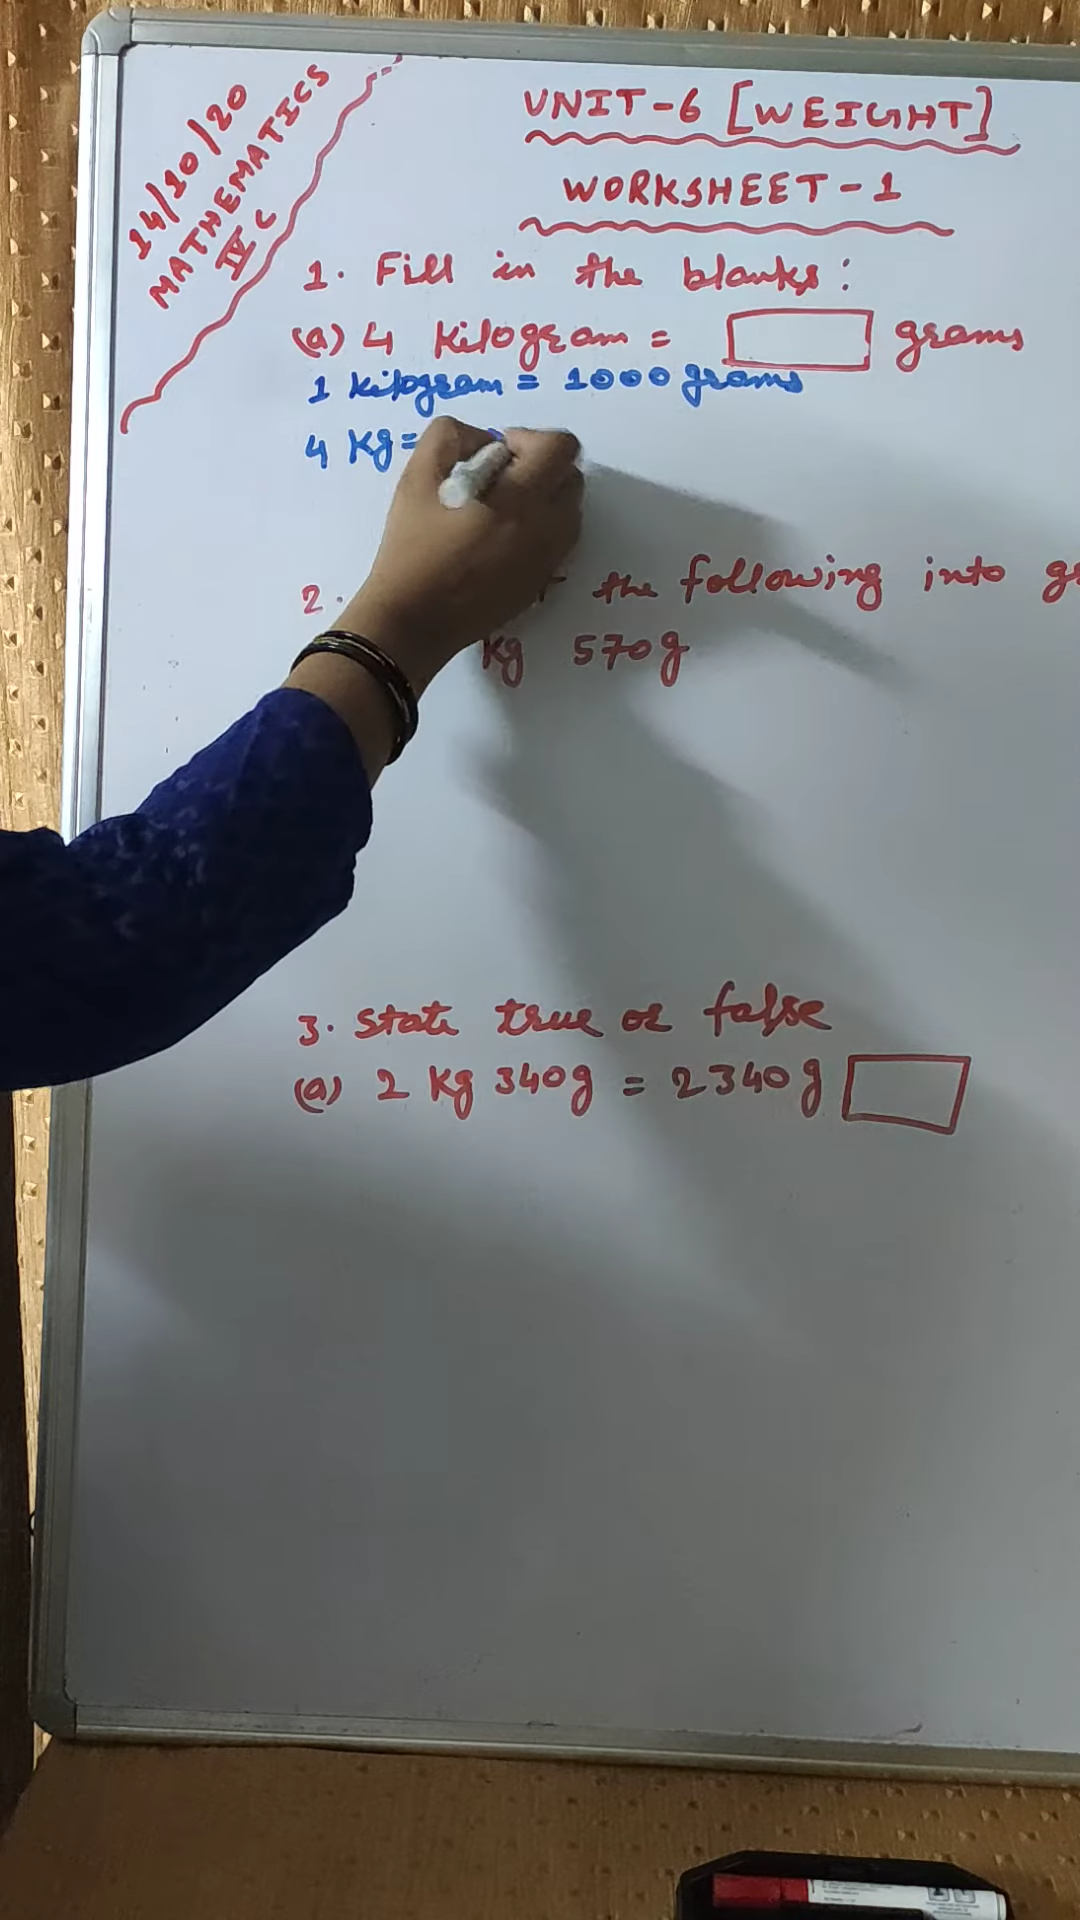 14/10/20
MATHEMATICS
IV C
UNIT-6 [WEIGHT]
WORKSHEET-1
1. Fill in the blanks:
(a) 4 kilogram = grams
1 kilogram = 1000 grams
4 kg =
2. the following into
kg 570g
3. State true or false
(a) 2 kg 340g = 2340g